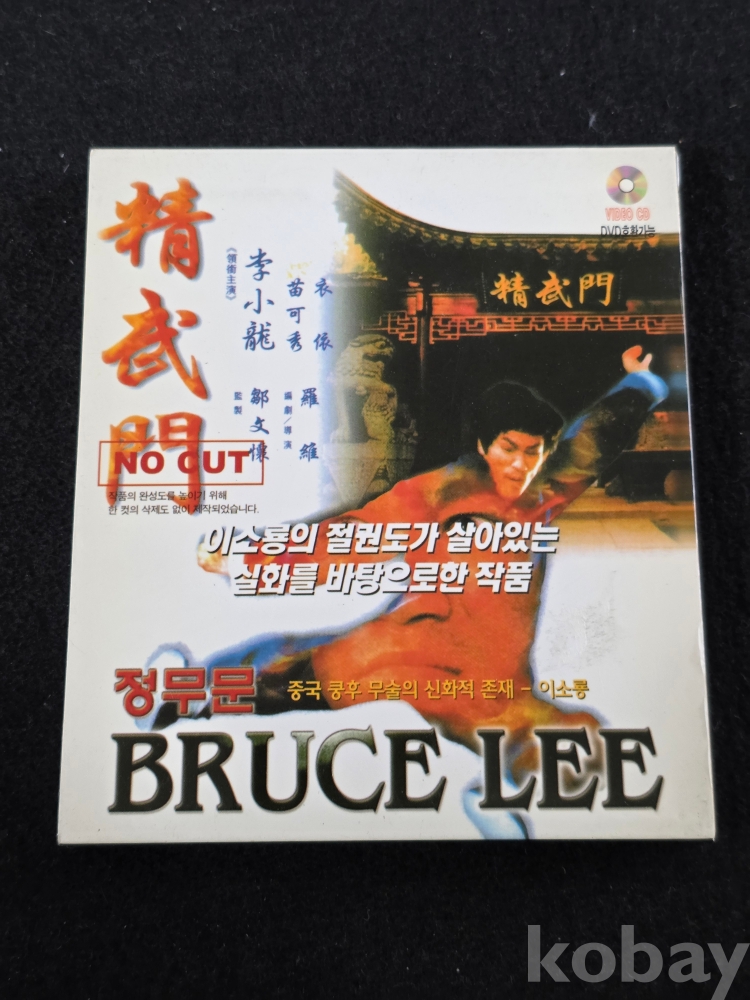 精武門
《領銜主演》
李小龍
苗可秀
衣依
監製
鄒文懷
編劇/導演
羅維
VIDEO CD
DVD호환가능
精武門
NO CUT
작품의 완성도를 높이기 위해
한 컷의 삭제도 없이 제작되었습니다.
이소룡의 절권도가 살아있는
실화를 바탕으로한 작품
정무문
중국 쿵후 무술의 신화적 존재 - 이소룡
BRUCE LEE
kobay